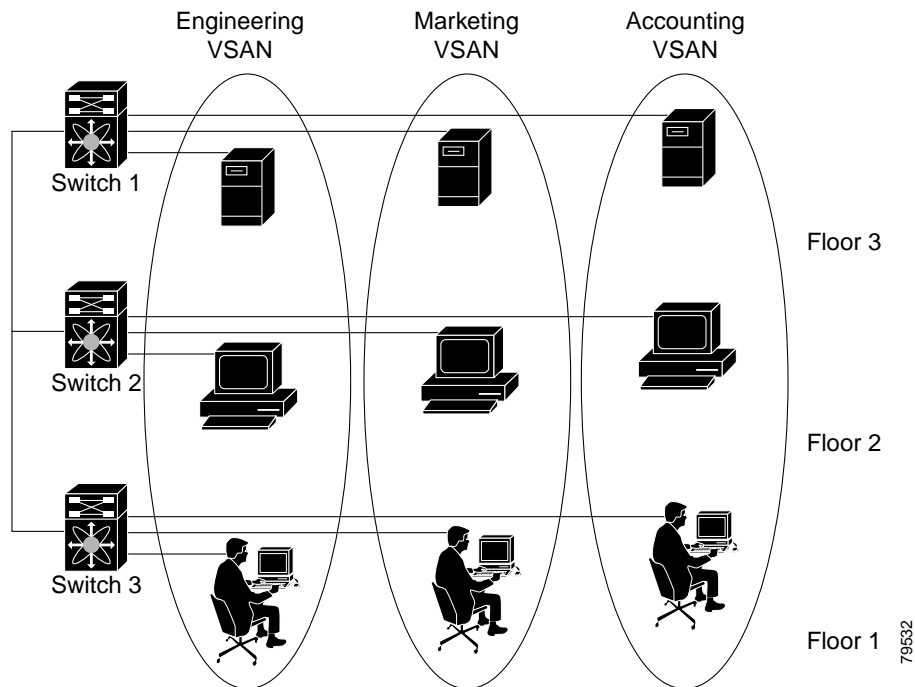 Engineering
VSAN
Marketing
VSAN
Accounting
VSAN
Switch 1
Floor 3
Switch 2
Floor 2
Switch 3
Floor 1
79532